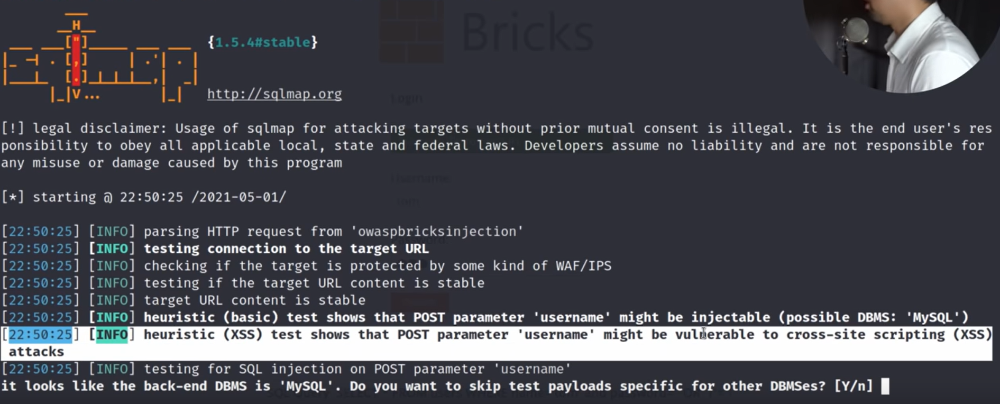 Bricks
{1.5.4#stable}
http://sqlmap.org
Login
[!] legal disclaimer: Usage of sqlmap for attacking targets without prior mutual consent is illegal. It is the end user's res
ponsibility to obey all applicable local, state and federal laws. Developers assume no liability and are not responsible for
any misuse or damage caused by this program
Username:
[*] starting @ 22:50:25 /2021-05-01/
tom
[22:50:25] [INFO] parsing HTTP request from 'owaspbricksinjection'
Password:
[22:50:25] [INFO] testing connection to the target URL
[22:50:25] [INFO] checking if the target is protected by some kind of WAF/IPS
[22:50:25] [INFO] testing if the target URL content is stable
[22:50:25] [INFO] target URL content is stable
[22:50:25] [INFO] heuristic (basic) test shows that POST parameter 'username' might be injectable (possible DBMS: 'MySQL')
[22:50:25] [INFO] heuristic (XSS) test shows that POST parameter 'username' might be vulnerable to cross-site scripting (XSS)
attacks
[22:50:25] [INFO] testing for SQL injection on POST parameter 'username'
it looks like the back-end DBMS is 'MySQL'. Do you want to skip test payloads specific for other DBMSes? [Y/n]